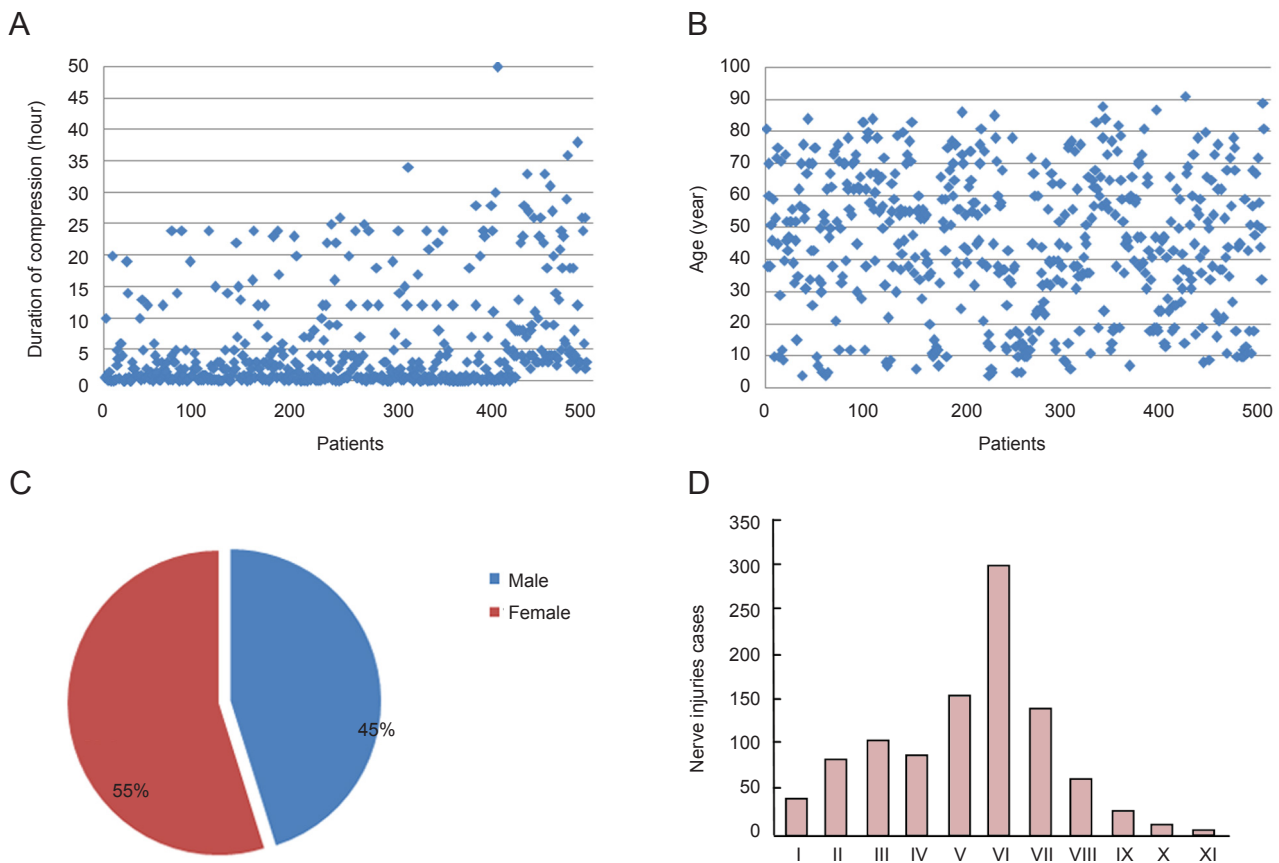 A
50
45
40
35
30
25
20
15
10
5
0
Duration of compression (hour)
0 100 200 300 400 500
Patients
B
100
90
80
70
60
50
40
30
20
10
0
Age (year)
0 100 200 300 400 500
Patients
C
45%
55%
Male
Female
D
350
300
250
200
150
100
50
0
Nerve injuries cases
I II III IV V VI VII VIII IX X XI